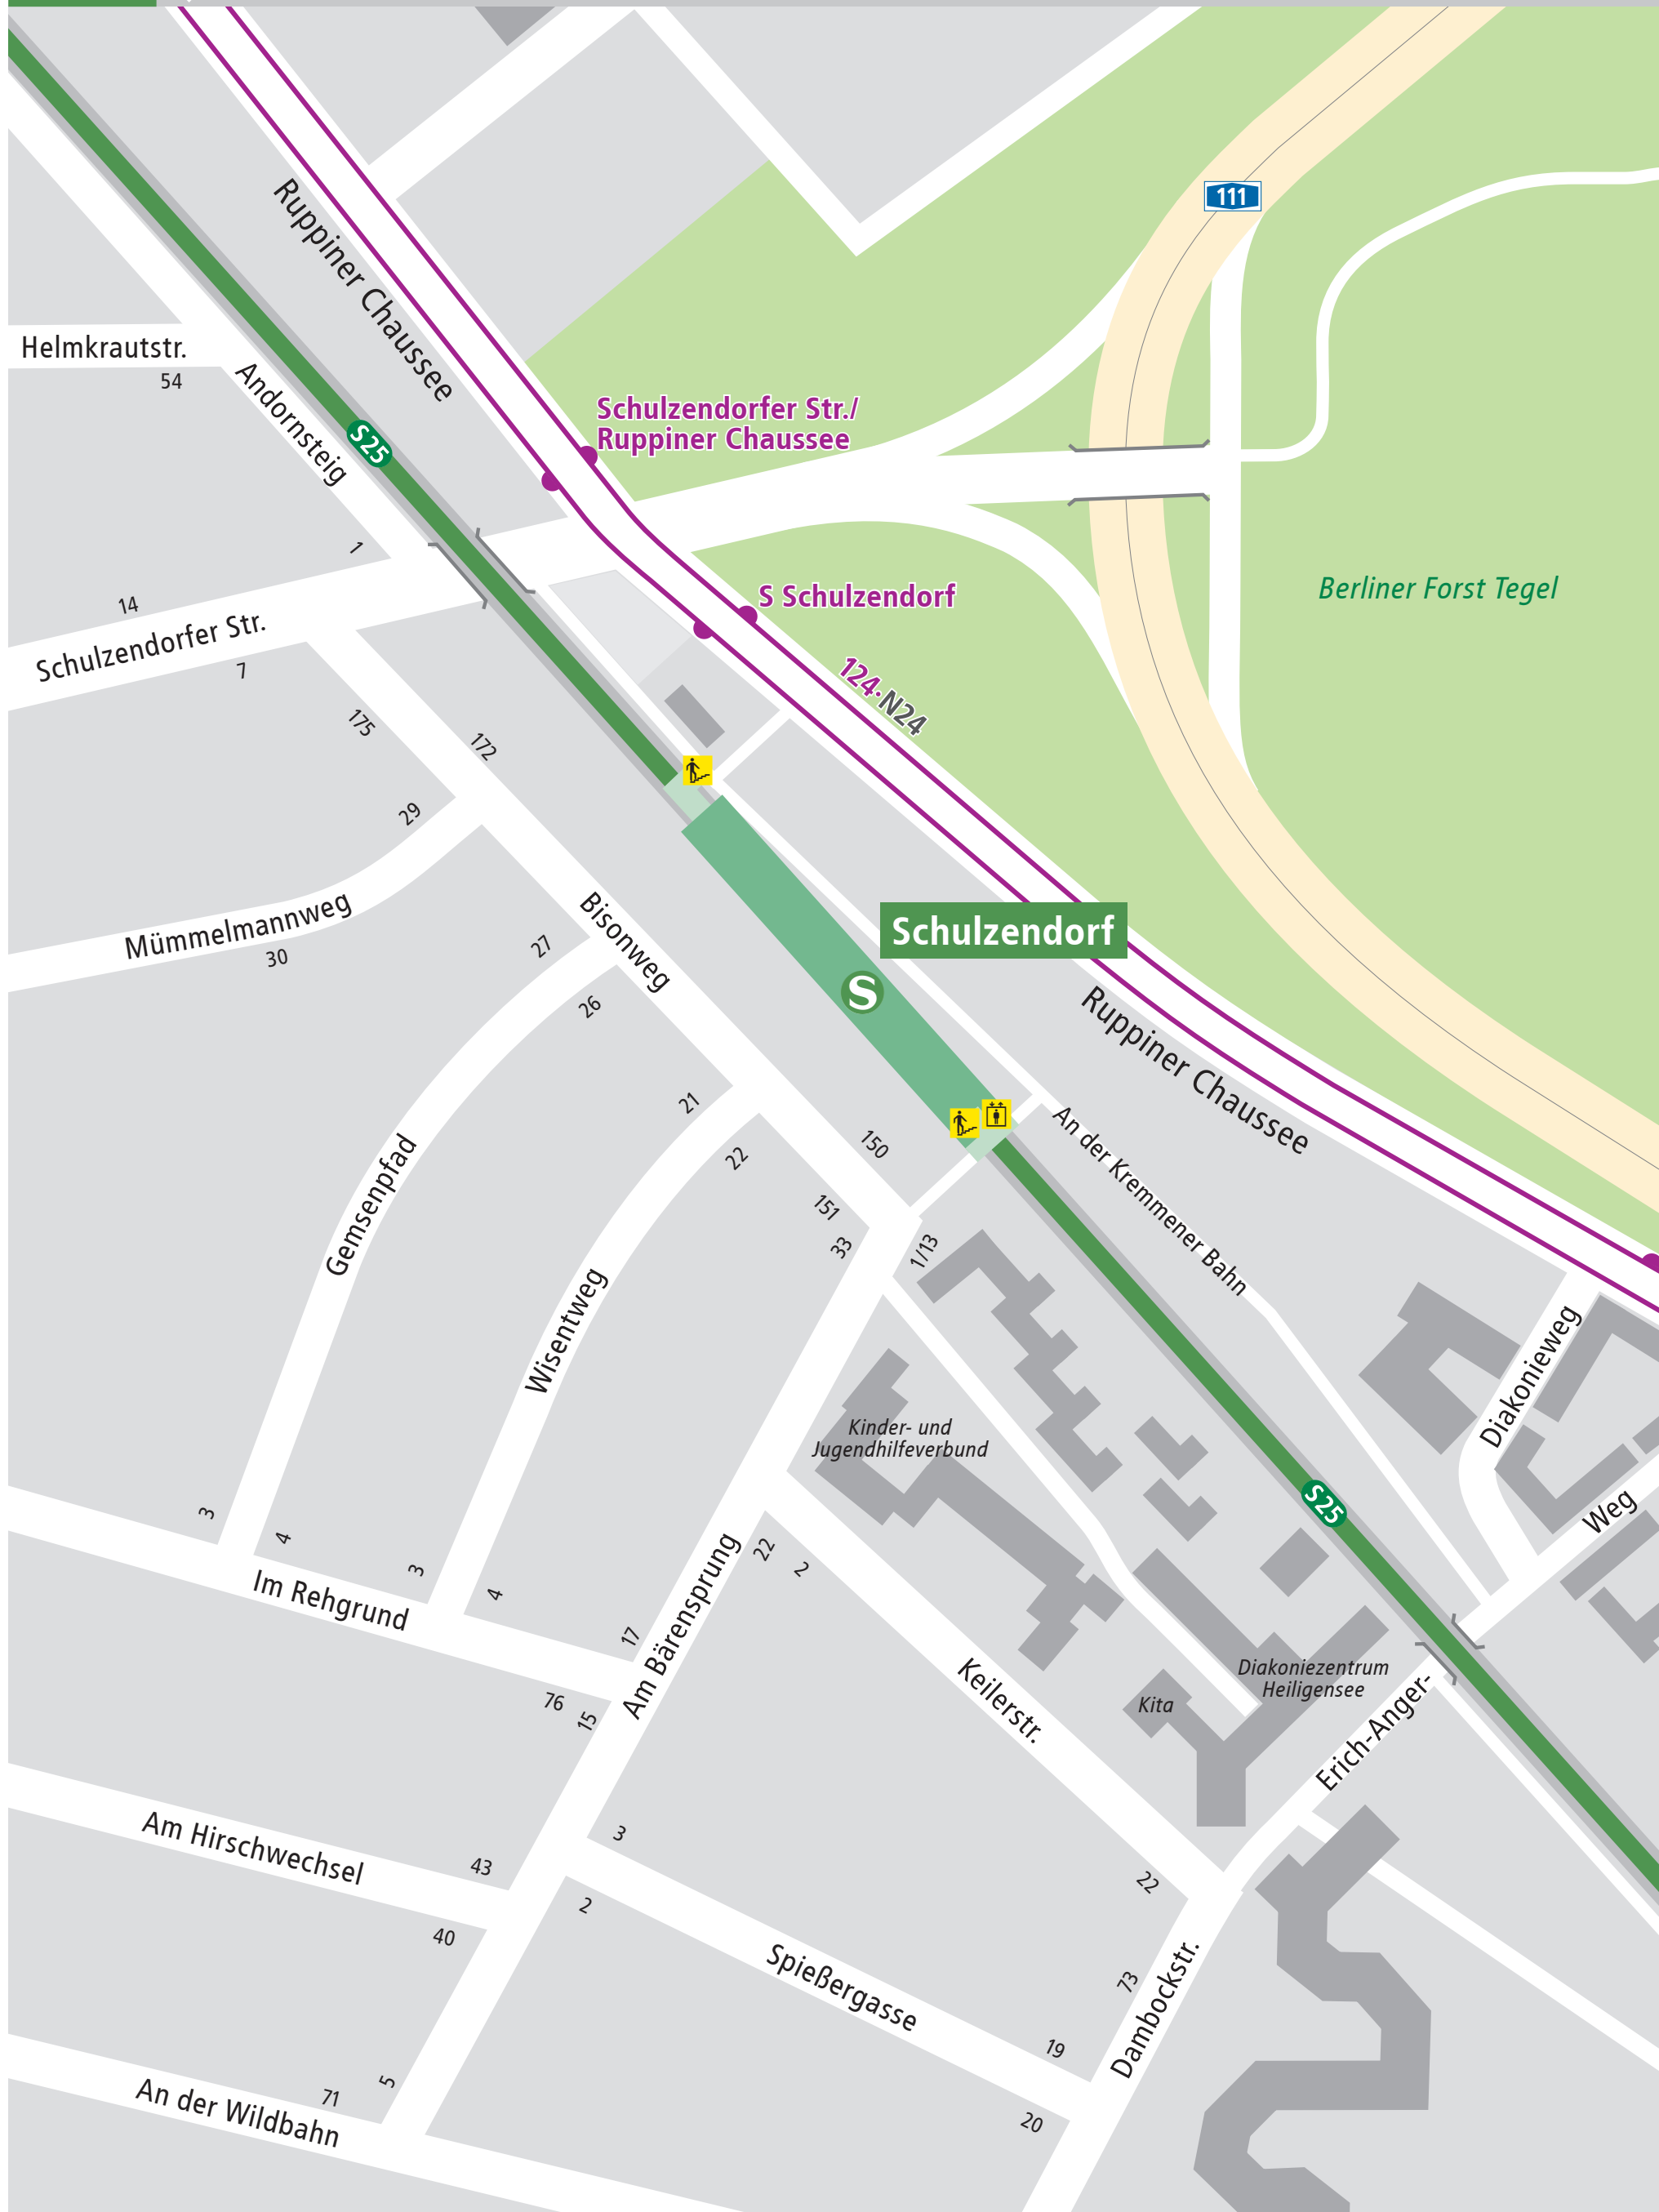 111
Ruppiner Chaussee
Helmkrautstr.
54
Andornsteig
S25
Schulzendorfer Str./
Ruppiner Chaussee
1
14
Schulzendorfer Str.
7
S Schulzendorf
Berliner Forst Tegel
124·N24
175
172
29
Mümmelmannweg
30
Bisonweg
27
26
Schulzendorf
S
Ruppiner Chaussee
21
22
150
151
33
1/13
An der Kremmener Bahn
Gemsenpfad
Wisentweg
Diakonieweg
Kinder- und
Jugendhilfeverbund
S25
Weg
3
4
3
4
Im Rehgrund
22
2
17
Am Bärensprung
76
15
Keilerstr.
Diakoniezentrum
Heiligensee
Kita
Erich-Anger-
Am Hirschwechsel
43
40
3
2
22
Spießergasse
73
Dambockstr.
19
20
An der Wildbahn
71
5